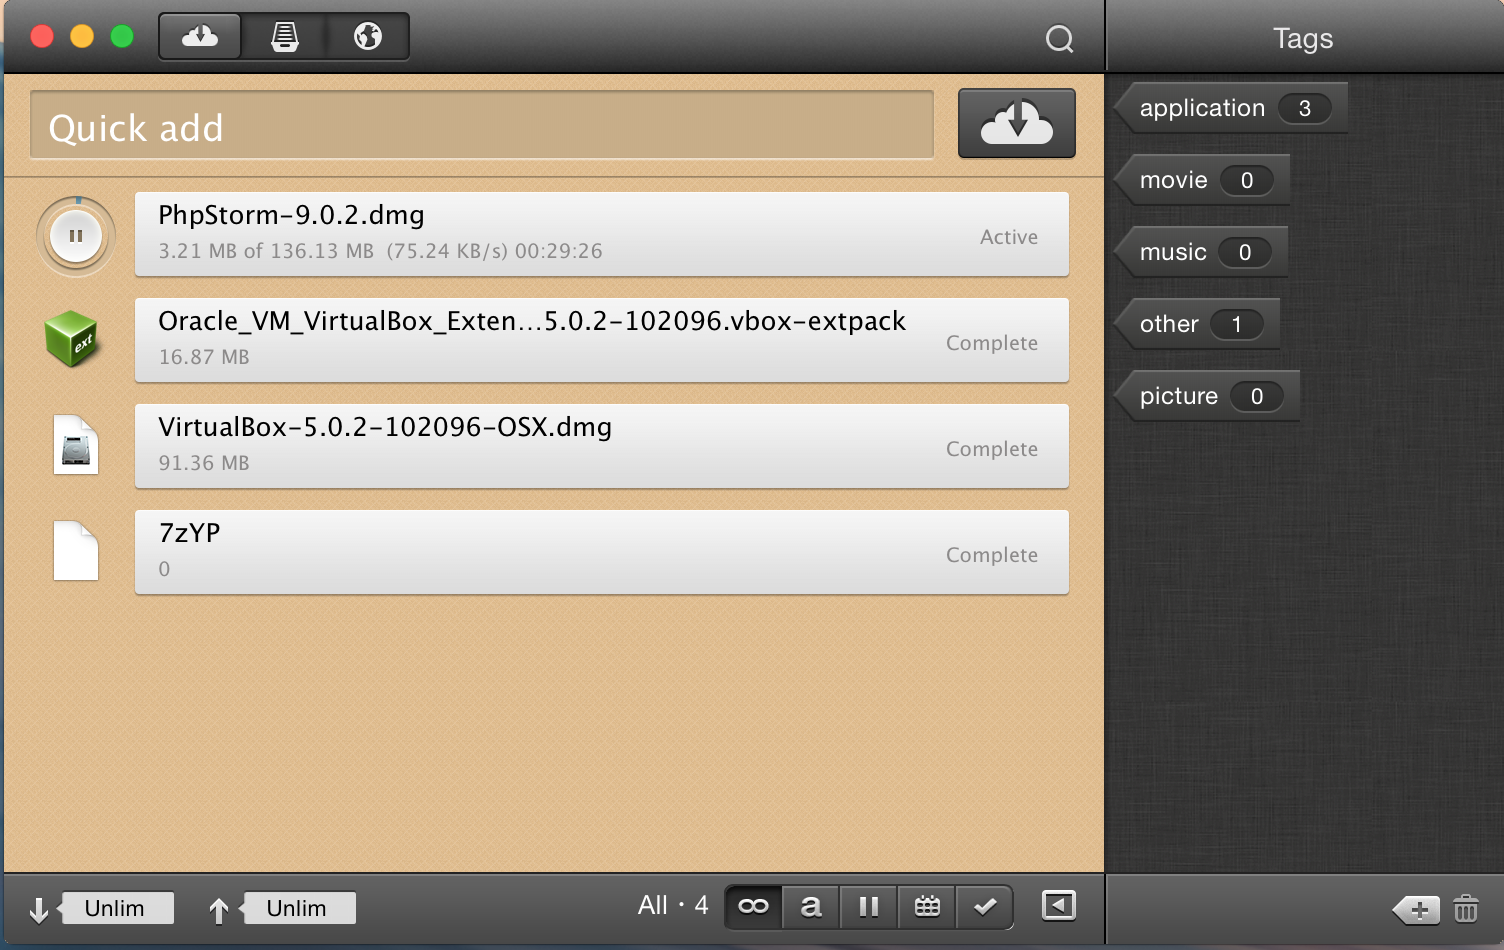 Tags
Quick add
PhpStorm-9.0.2.dmg
3.21 MB of 136.13 MB (75.24 KB/s) 00:29:26
Active
Oracle_VM_VirtualBox_Exten...5.0.2-102096.vbox-extpack
16.87 MB
Complete
ext
VirtualBox-5.0.2-102096-OSX.dmg
91.36 MB
Complete
7zYP
0
Complete
application 3
movie 0
music 0
other 1
picture 0
Unlim
Unlim
All · 4
a